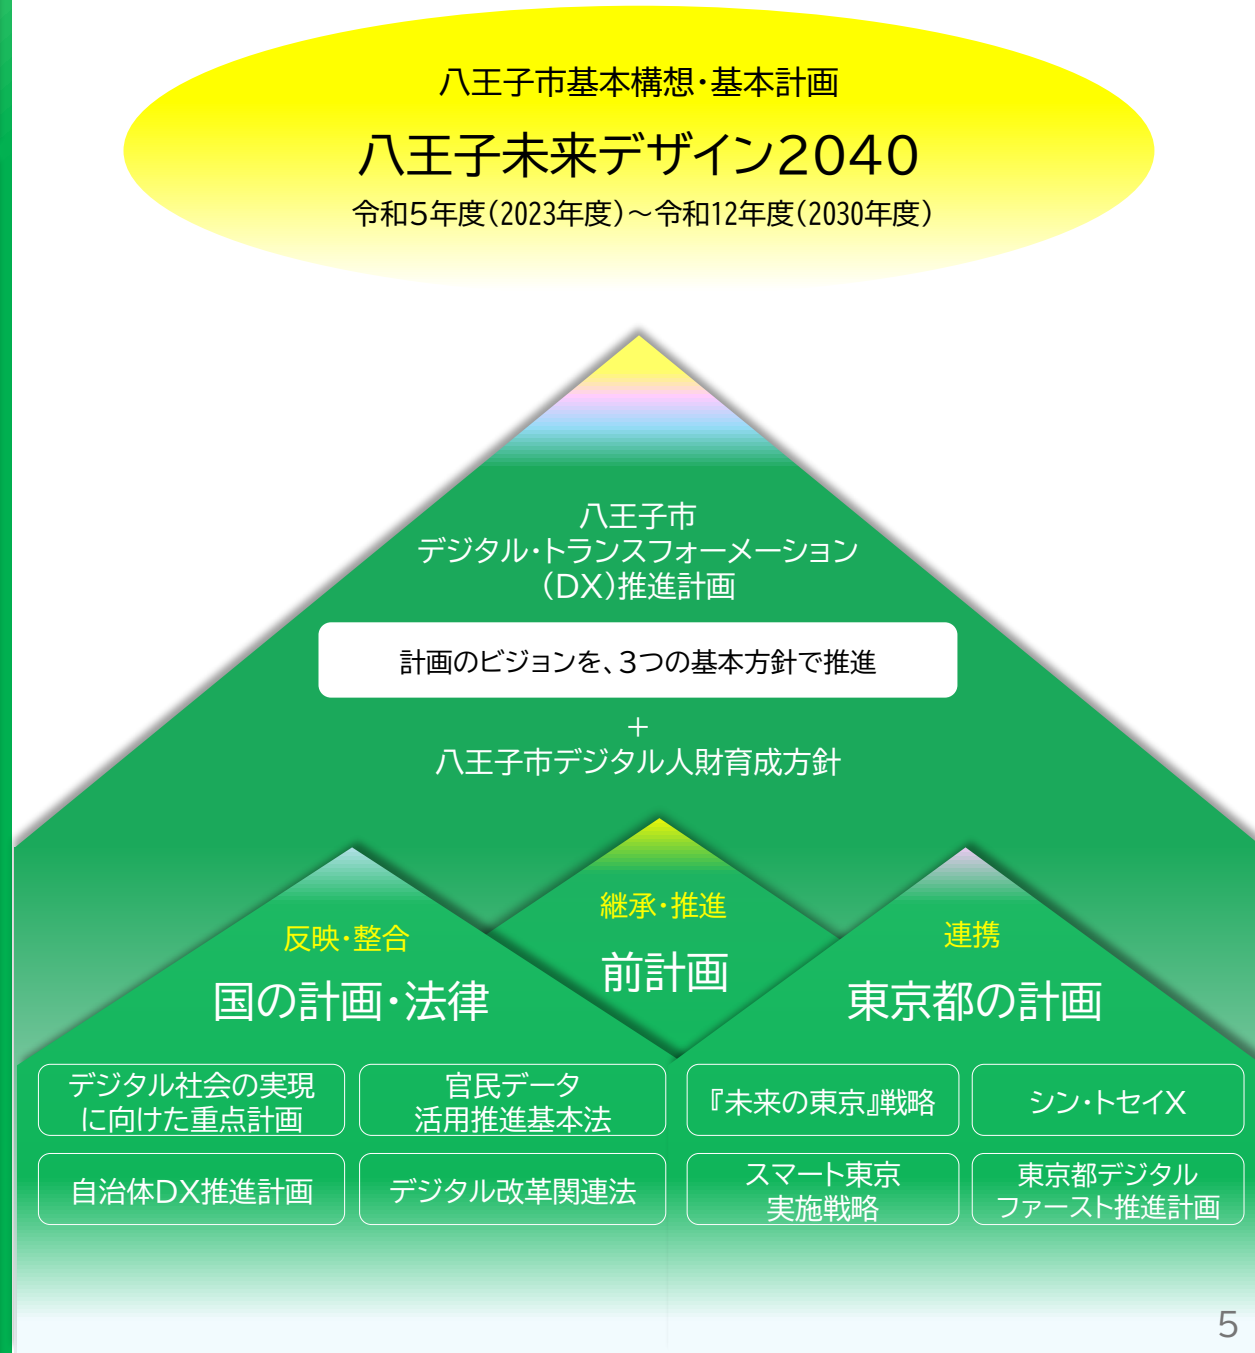 八王子市基本構想・基本計画
八王子未来デザイン2040
令和5年度(2023年度)～令和12年度(2030年度)
八王子市
デジタル・トランスフォーメーション
(DX)推進計画
計画のビジョンを、3つの基本方針で推進
＋
八王子市デジタル人財育成方針
継承・推進
前計画
反映・整合
国の計画・法律
デジタル社会の実現
に向けた重点計画
官民データ
活用推進基本法
自治体DX推進計画
デジタル改革関連法
連携
東京都の計画
『未来の東京』戦略
シン・トセイX
スマート東京
実施戦略
東京都デジタル
ファースト推進計画
5